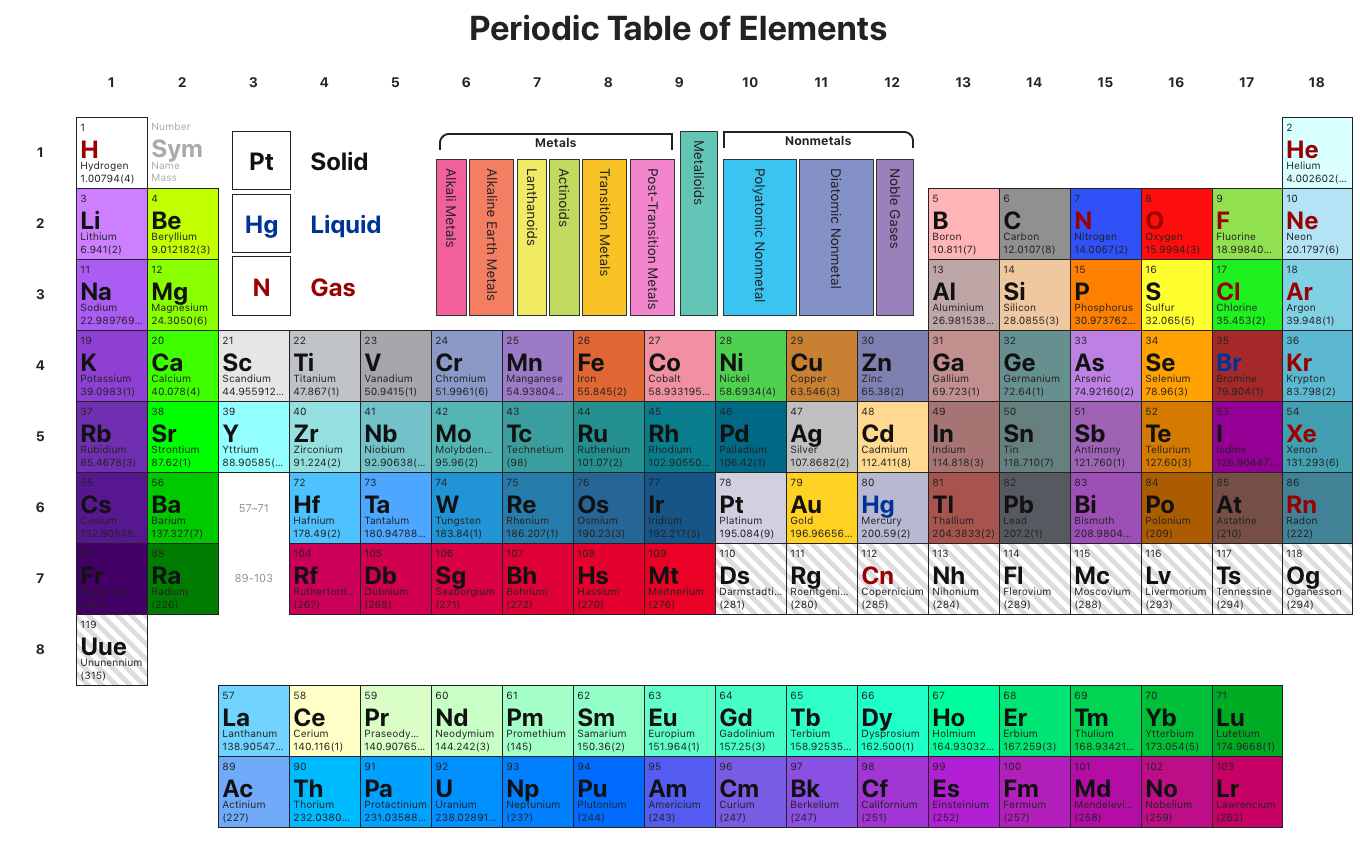 Periodic Table of Elements
1 2 3 4 5 6 7 8 9 10 11 12 13 14 15 16 17 18
1
1 H Hydrogen 1.00794(4)
Number Sym Name Mass
Pt Solid
Hg Liquid
N Gas
Metals
Alkali Metals
Alkaline Earth Metals
Lanthanoids
Actinoids
Transition Metals
Post-Transition Metals
Metalloids
Nonmetals
Polyatomic Nonmetal
Diatomic Nonmetal
Noble Gases
2 He Helium 4.002602(...
2
3 Li Lithium 6.941(2)
4 Be Beryllium 9.012182(3)
5 B Boron 10.811(7)
6 C Carbon 12.0107(8)
7 N Nitrogen 14.0067(2)
8 O Oxygen 15.9994(3)
9 F Fluorine 18.99840...
10 Ne Neon 20.1797(6)
3
11 Na Sodium 22.989769...
12 Mg Magnesium 24.3050(6)
13 Al Aluminium 26.981538...
14 Si Silicon 28.0855(3)
15 P Phosphorus 30.973762...
16 S Sulfur 32.065(5)
17 Cl Chlorine 35.453(2)
18 Ar Argon 39.948(1)
4
19 K Potassium 39.0983(1)
20 Ca Calcium 40.078(4)
21 Sc Scandium 44.955912...
22 Ti Titanium 47.867(1)
23 V Vanadium 50.9415(1)
24 Cr Chromium 51.9961(6)
25 Mn Manganese 54.93804...
26 Fe Iron 55.845(2)
27 Co Cobalt 58.933195...
28 Ni Nickel 58.6934(4)
29 Cu Copper 63.546(3)
30 Zn Zinc 65.38(2)
31 Ga Gallium 69.723(1)
32 Ge Germanium 72.64(1)
33 As Arsenic 74.92160(2)
34 Se Selenium 78.96(3)
35 Br Bromine 79.904(1)
36 Kr Krypton 83.798(2)
5
37 Rb Rubidium 85.4678(3)
38 Sr Strontium 87.62(1)
39 Y Yttrium 88.90585(...
40 Zr Zirconium 91.224(2)
41 Nb Niobium 92.90638(...
42 Mo Molybden... 95.96(2)
43 Tc Technetium (98)
44 Ru Ruthenium 101.07(2)
45 Rh Rhodium 102.90550...
46 Pd Palladium 106.42(1)
47 Ag Silver 107.8682(2)
48 Cd Cadmium 112.411(8)
49 In Indium 114.818(3)
50 Sn Tin 118.710(7)
51 Sb Antimony 121.760(1)
52 Te Tellurium 127.60(3)
53 I Iodine 126.90447...
54 Xe Xenon 131.293(6)
6
55 Cs Cesium 132.90545...
56 Ba Barium 137.327(7)
57–71
72 Hf Hafnium 178.49(2)
73 Ta Tantalum 180.94788...
74 W Tungsten 183.84(1)
75 Re Rhenium 186.207(1)
76 Os Osmium 190.23(3)
77 Ir Iridium 192.217(3)
78 Pt Platinum 195.084(9)
79 Au Gold 196.96656...
80 Hg Mercury 200.59(2)
81 Tl Thallium 204.3833(2)
82 Pb Lead 207.2(1)
83 Bi Bismuth 208.9804...
84 Po Polonium (209)
85 At Astatine (210)
86 Rn Radon (222)
7
Fr
88 Ra Radium (226)
89-103
104 Rf Rutherford... (267)
105 Db Dubnium (268)
106 Sg Seaborgium (271)
107 Bh Bohrium (272)
108 Hs Hassium (270)
109 Mt Meitnerium (276)
110 Ds Darmstadti... (281)
111 Rg Roentgeni... (280)
112 Cn Copernicium (285)
113 Nh Nihonium (284)
114 Fl Flerovium (289)
115 Mc Moscovium (288)
116 Lv Livermorium (293)
117 Ts Tennessine (294)
118 Og Oganesson (294)
8
119 Uue Ununennium (315)
57 La Lanthanum 138.90547...
58 Ce Cerium 140.116(1)
59 Pr Praseody... 140.90765...
60 Nd Neodymium 144.242(3)
61 Pm Promethium (145)
62 Sm Samarium 150.36(2)
63 Eu Europium 151.964(1)
64 Gd Gadolinium 157.25(3)
65 Tb Terbium 158.92535...
66 Dy Dysprosium 162.500(1)
67 Ho Holmium 164.93032...
68 Er Erbium 167.259(3)
69 Tm Thulium 168.93421...
70 Yb Ytterbium 173.054(5)
71 Lu Lutetium 174.9668(1)
89 Ac Actinium (227)
90 Th Thorium 232.0380...
91 Pa Protactinium 231.03588...
92 U Uranium 238.02891...
93 Np Neptunium (237)
94 Pu Plutonium (244)
95 Am Americium (243)
96 Cm Curium (247)
97 Bk Berkelium (247)
98 Cf Californium (251)
99 Es Einsteinium (252)
100 Fm Fermium (257)
101 Md Mendelevi... (258)
102 No Nobelium (259)
103 Lr Lawrencium (262)